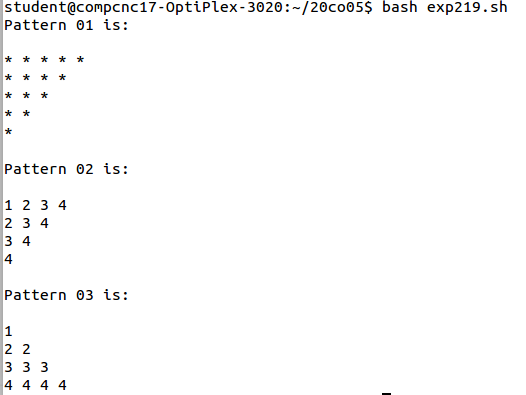 student@compcnc17-OptiPlex-3020:~/20co05$ bash exp219.sh
Pattern 01 is:
* * * * *
* * * *
* * *
* *
*
Pattern 02 is:
1 2 3 4
2 3 4
3 4
4
Pattern 03 is:
1
2 2
3 3 3
4 4 4 4